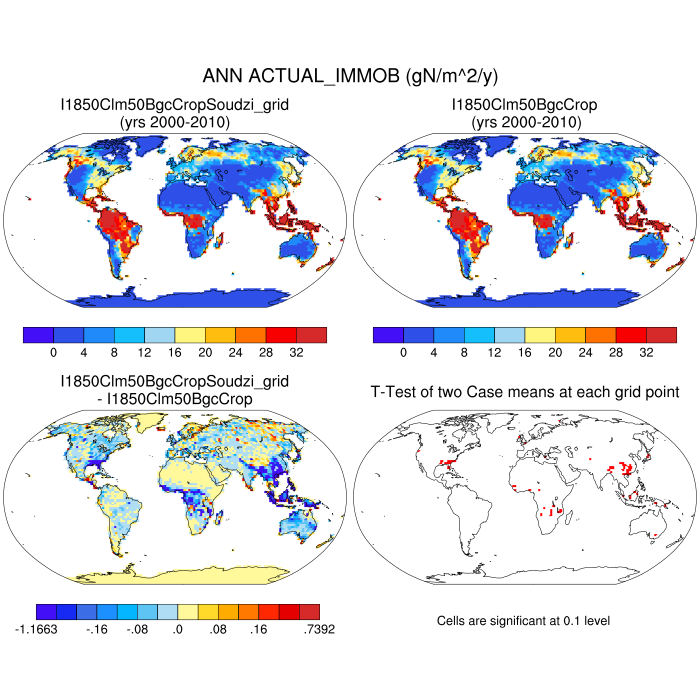 ANN ACTUAL_IMMOB (gN/m^2/y)
I1850Clm50BgcCropSoudzi_grid
(yrs 2000-2010)
I1850Clm50BgcCrop
(yrs 2000-2010)
0 4 8 12 16 20 24 28 32
0 4 8 12 16 20 24 28 32
I1850Clm50BgcCropSoudzi_grid
- I1850Clm50BgcCrop
T-Test of two Case means at each grid point
-1.1663 -.16 -.08 .0 .08 .16 .7392
Cells are significant at 0.1 level